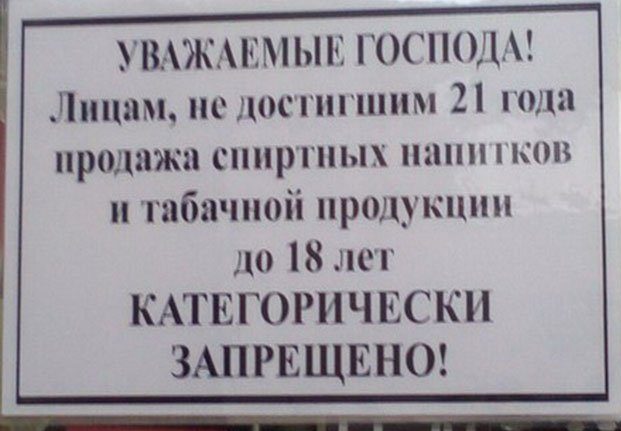 УВАЖАЕМЫЕ ГОСПОДА!
Лицам, не достигшим 21 года
продажа спиртных напитков
и табачной продукции
до 18 лет
КАТЕГОРИЧЕСКИ
ЗАПРЕЩЕНО!